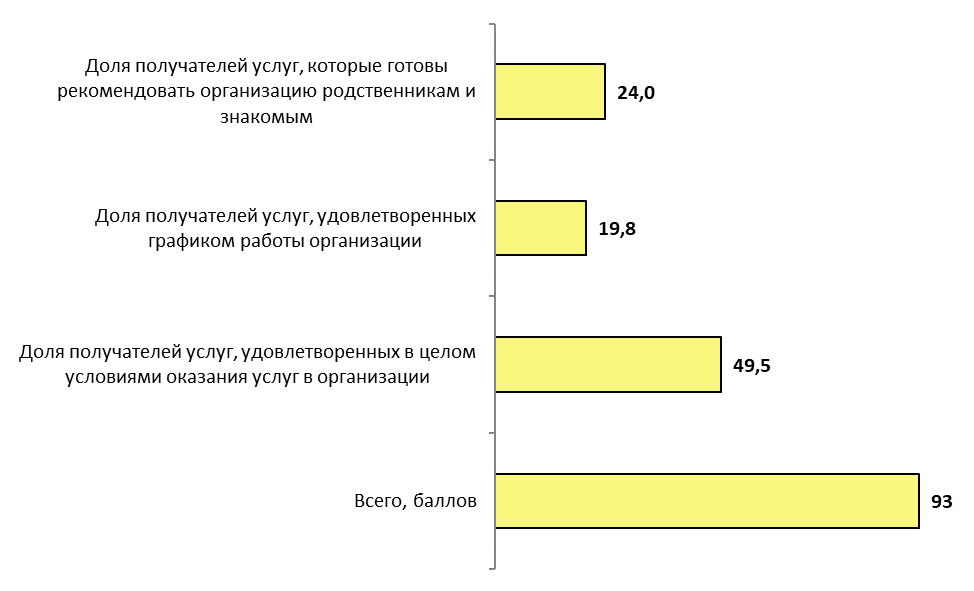 Доля получателей услуг, которые готовы
рекомендовать организацию родственникам и
знакомым
24,0
Доля получателей услуг, удовлетворенных
графиком работы организации
19,8
Доля получателей услуг, удовлетворенных в целом
условиями оказания услуг в организации
49,5
Всего, баллов
93